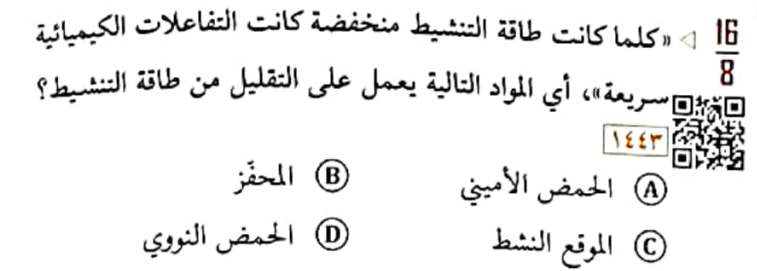 16
8
◁ «كلما كانت طاقة التنشيط منخفضة كانت التفاعلات الكيميائية
سريعة»، أي المواد التالية يعمل على التقليل من طاقة التنشيط؟
١٤٤٣
A الحمض الأميني
B المحفّز
C الموقع النشط
D الحمض النووي